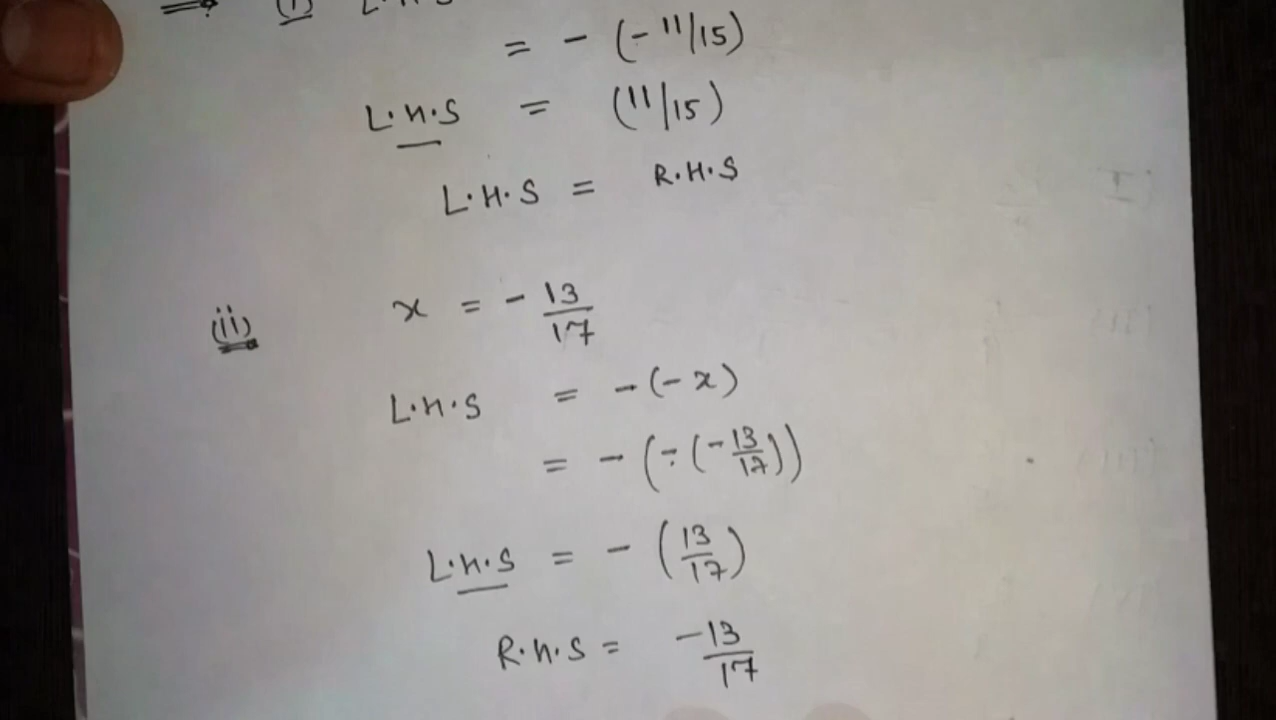 (i) L.H.S
= - (- 11/15)
L.H.S = (11/15)
L.H.S = R.H.S
(ii) x = - 13/17
L.H.S = - (- x)
= - (- (- 13/17))
L.H.S = - (13/17)
R.H.S = -13/17